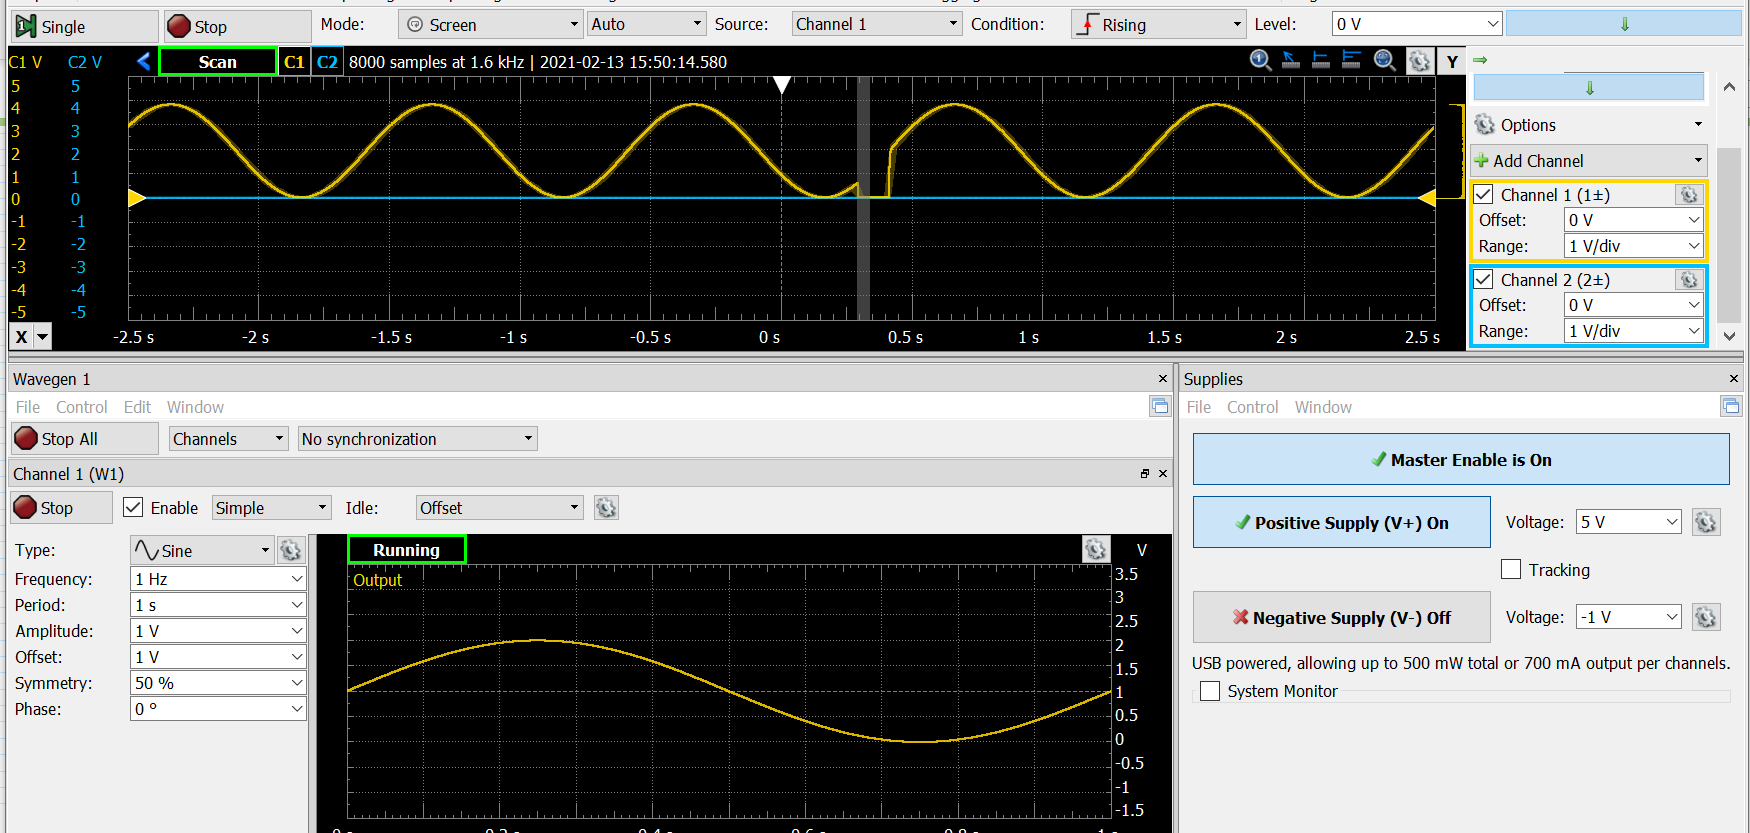 Single Stop Mode: Screen Auto Source: Channel 1 Condition: Rising Level: 0 V
C1 V C2 V Scan C1 C2 8000 samples at 1.6 kHz | 2021-02-13 15:50:14.580 Y
5 5
4 4
3 3
2 2
1 1
0 0
-1 -1
-2 -2
-3 -3
-4 -4
-5 -5
X -2.5 s -2 s -1.5 s -1 s -0.5 s 0 s 0.5 s 1 s 1.5 s 2 s 2.5 s
Options
Add Channel
Channel 1 (1±)
Offset: 0 V
Range: 1 V/div
Channel 2 (2±)
Offset: 0 V
Range: 1 V/div
Wavegen 1
File Control Edit Window
Stop All Channels No synchronization
Channel 1 (W1)
Stop Enable Simple Idle: Offset
Type: Sine
Frequency: 1 Hz
Period: 1 s
Amplitude: 1 V
Offset: 1 V
Symmetry: 50 %
Phase: 0 º
Running V
Output
3.5
3
2.5
2
1.5
1
0.5
0
-0.5
-1
-1.5
Supplies
File Control Window
Master Enable is On
Positive Supply (V+) On Voltage: 5 V
Tracking
Negative Supply (V-) Off Voltage: -1 V
USB powered, allowing up to 500 mW total or 700 mA output per channels.
System Monitor